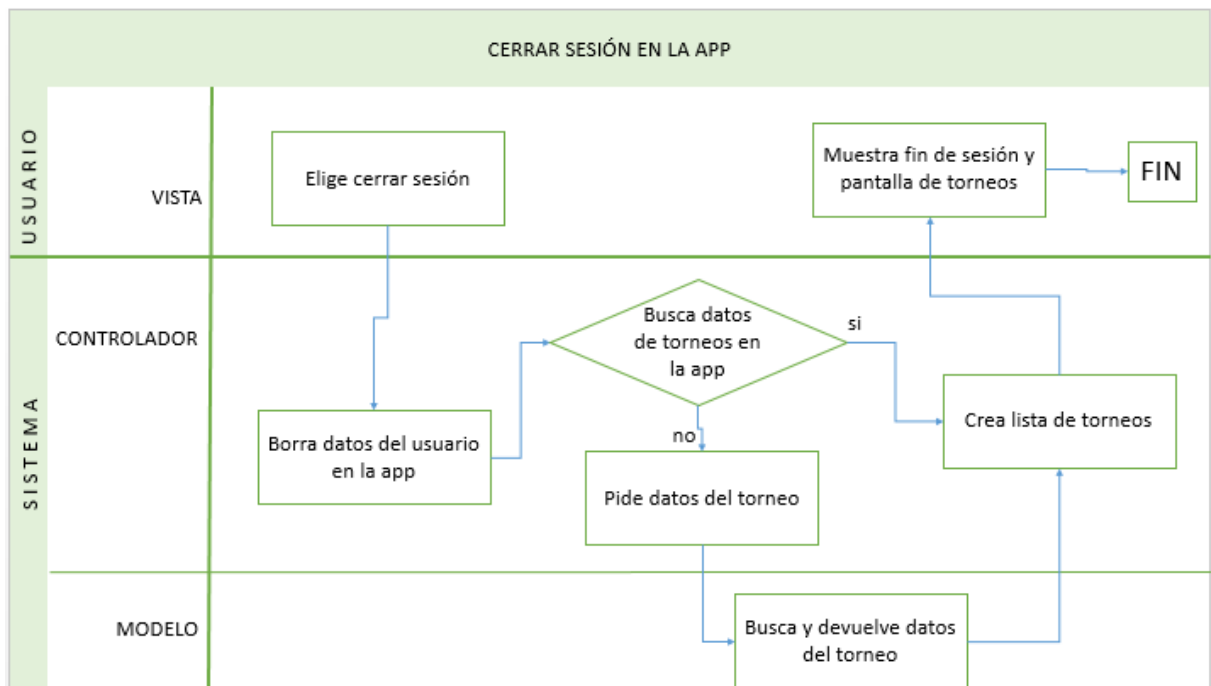 CERRAR SESIÓN EN LA APP
USUARIO
VISTA
Elige cerrar sesión
Muestra fin de sesión y
pantalla de torneos
FIN
SISTEMA
CONTROLADOR
Busca datos
de torneos en
la app
si
no
Borra datos del usuario
en la app
Crea lista de torneos
Pide datos del torneo
MODELO
Busca y devuelve datos
del torneo